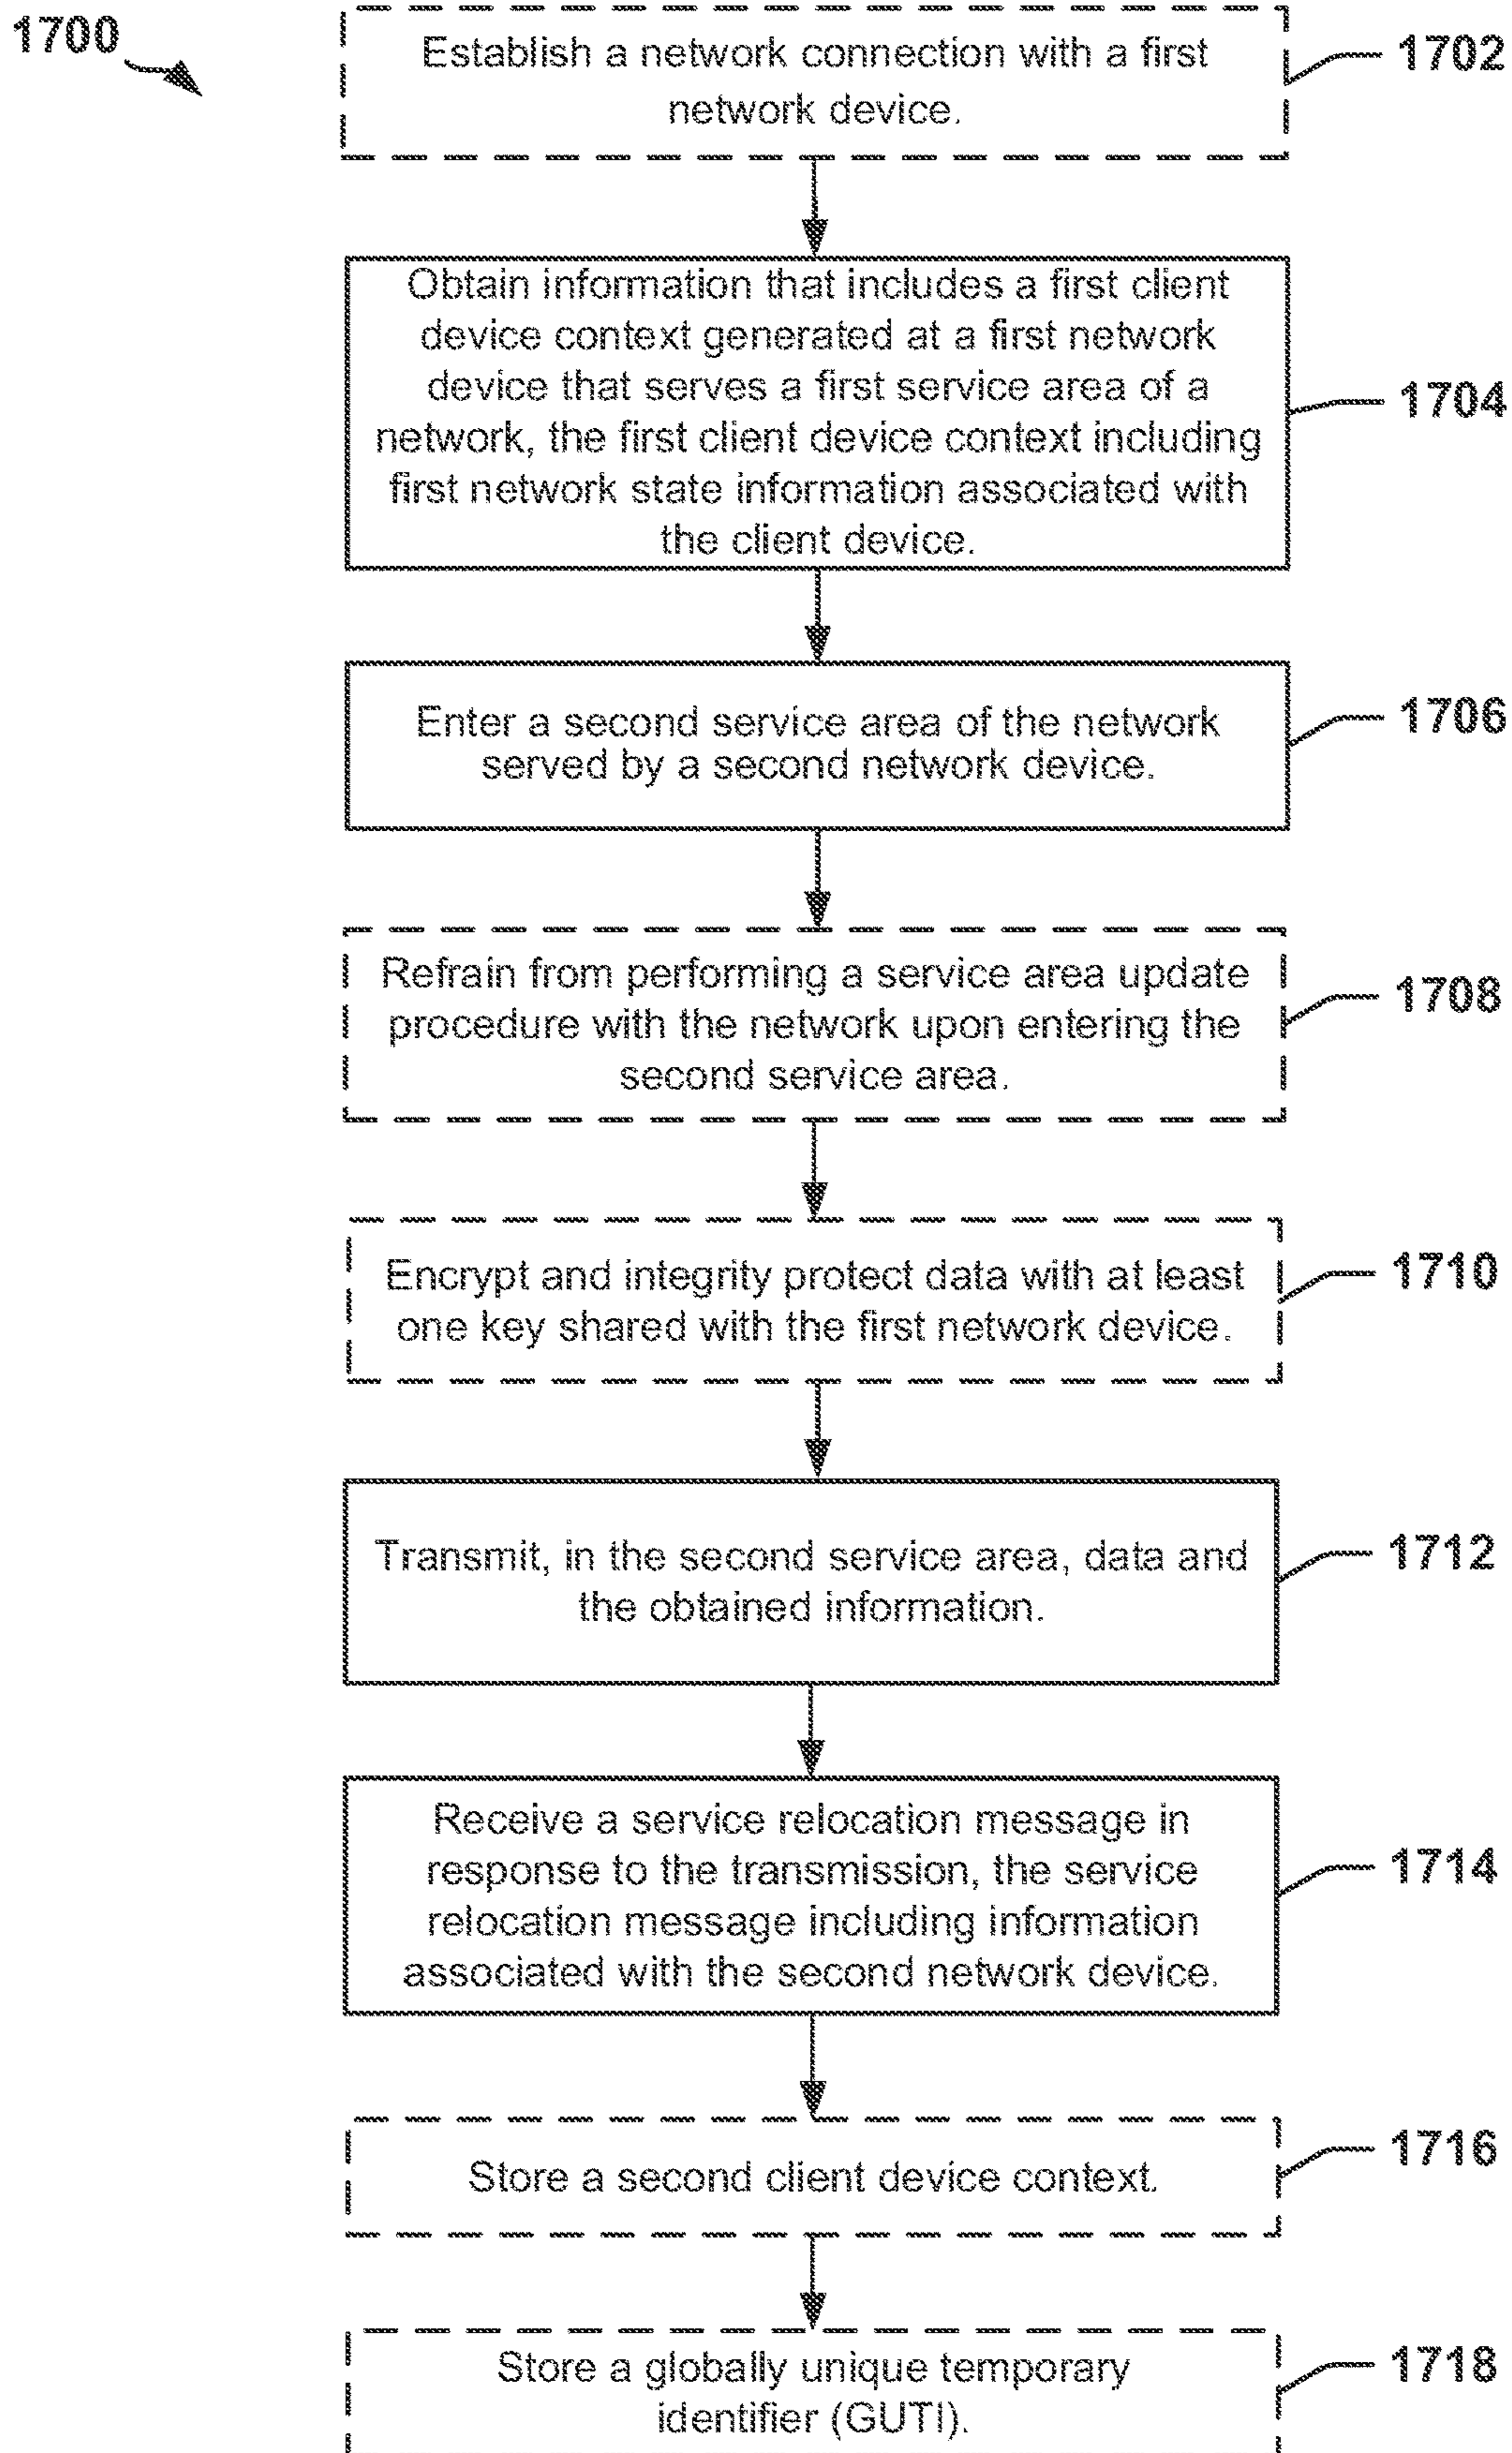 1700
Establish a network connection with a first
network device.
1702
Obtain information that includes a first client
device context generated at a first network
device that serves a first service area of a
network, the first client device context including
first network state information associated with
the client device.
1704
Enter a second service area of the network
served by a second network device.
1706
Refrain from performing a service area update
procedure with the network upon entering the
second service area.
1708
Encrypt and integrity protect data with at least
one key shared with the first network device.
1710
Transmit, in the second service area, data and
the obtained information.
1712
Receive a service relocation message in
response to the transmission, the service
relocation message including information
associated with the second network device.
1714
Store a second client device context.
1716
Store a globally unique temporary
identifier (GUTI).
1718